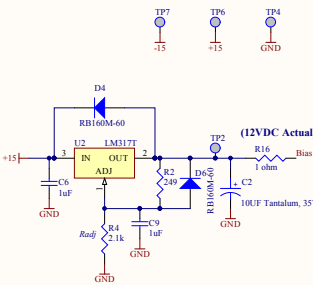 TP7
TP6
TP4
-15
+15
GND
D4
RB160M-60
(12VDC Actual
U2
LM317T
TP2
R16
+15
3
IN
OUT
2
1 ohm
Bias
ADJ
1
C6
1uF
R2
249
D6
RB160M-60
C2
10UF Tantalum, 35
GND
Radj
R4
2.1k
C9
1uF
GND
GND
GND